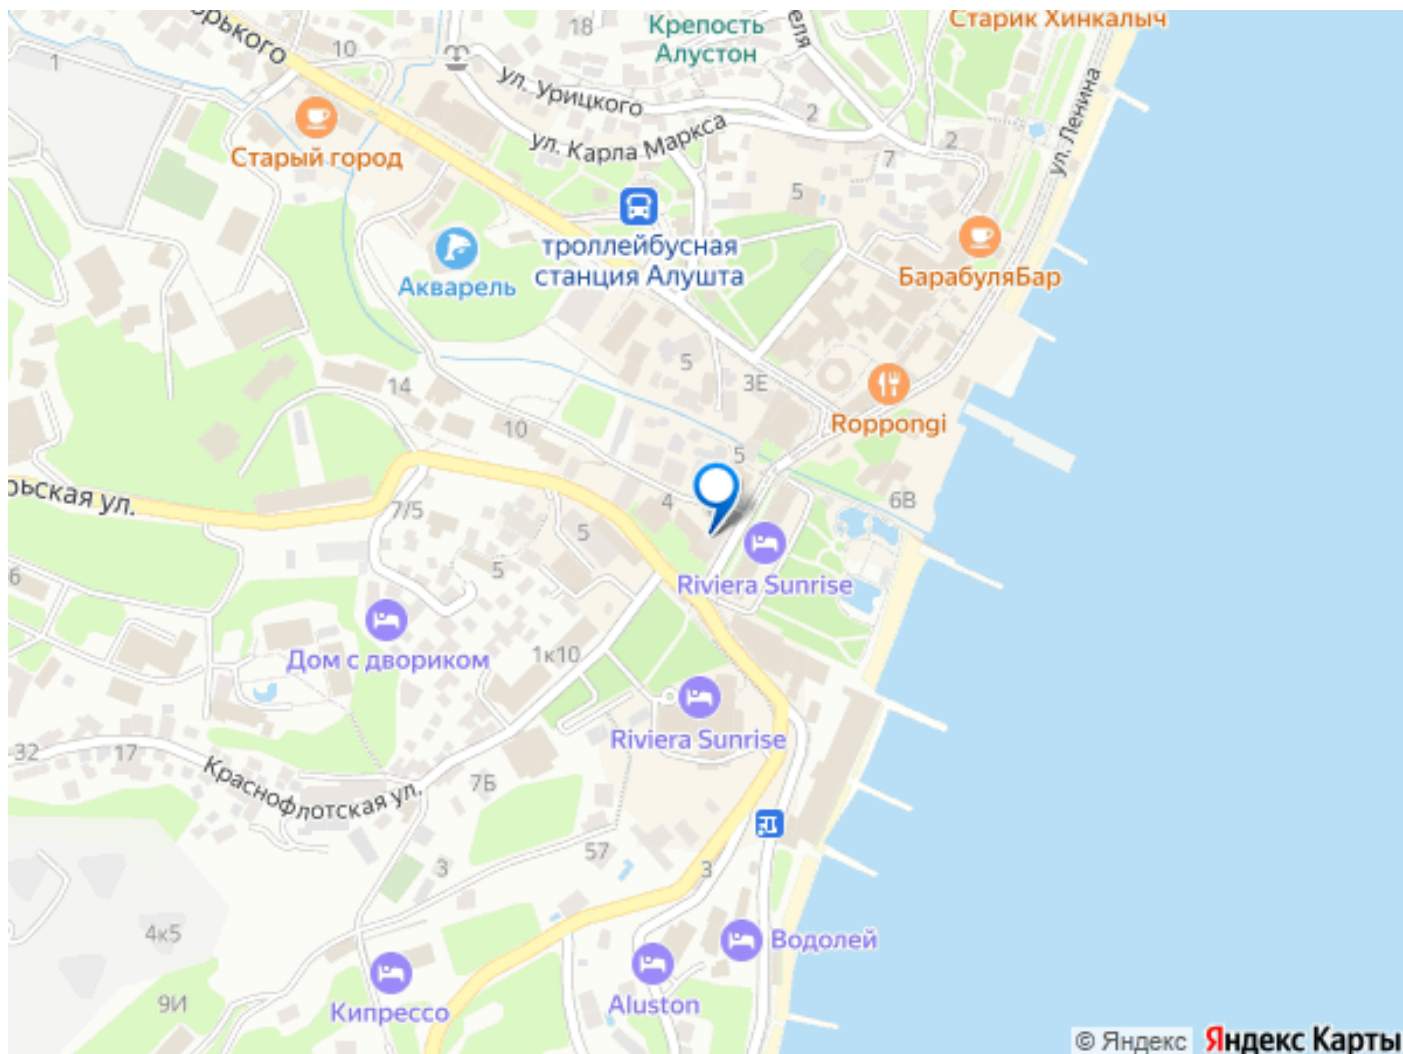 Старик Хинкалыч
Крепость
Алустон
18
10
1
ул. Урицкого
2
ул. Ленина
ул. Карла Маркса
2
7
Старый город
5
троллейбусная
станция Алушта
Акварель
БарабуляБар
5
3Е
14
Roppongi
10
5
4
6В
7/5
5
5
Riviera Sunrise
6
Дом с двориком
1к10
Riviera Sunrise
32
17
Краснофлотская ул.
7Б
57
3
3
4к5
Водолей
9И
Кипрессо
Aluston
© Яндекс
Яндекс Карты